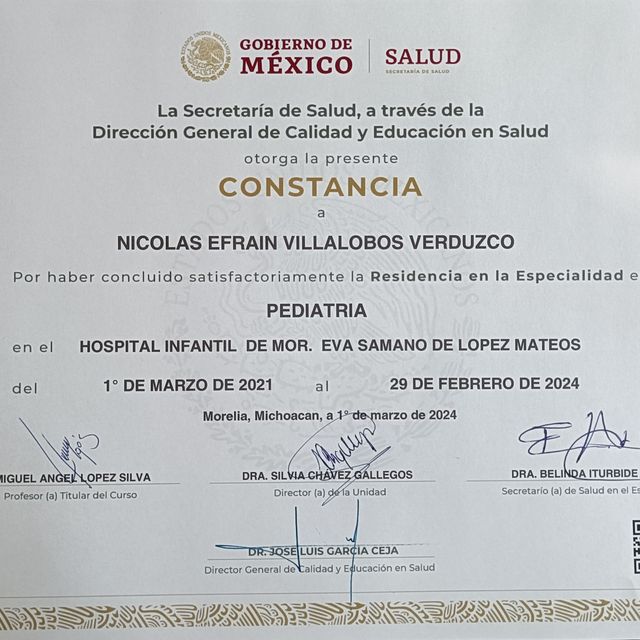 GOBIERNO DE
MÉXICO
SALUD
SECRETARÍA DE SALUD
La Secretaría de Salud, a través de la
Dirección General de Calidad y Educación en Salud
otorga la presente
CONSTANCIA
a
NICOLAS EFRAIN VILLALOBOS VERDUZCO
Por haber concluido satisfactoriamente la Residencia en la Especialidad e
PEDIATRIA
en el HOSPITAL INFANTIL DE MOR. EVA SAMANO DE LOPEZ MATEOS
del 1° DE MARZO DE 2021 al 29 DE FEBRERO DE 2024
Morelia, Michoacan, a 1° de marzo de 2024
MIGUEL ANGEL LOPEZ SILVA DRA. SILVIA CHÁVEZ GALLEGOS DRA. BELINDA ITURBIDE
Profesor (a) Titular del Curso Director (a) de la Unidad Secretario (a) de Salud en el Es
DR. JOSE LUIS GARCIA CEJA
Director General de Calidad y Educación en Salud